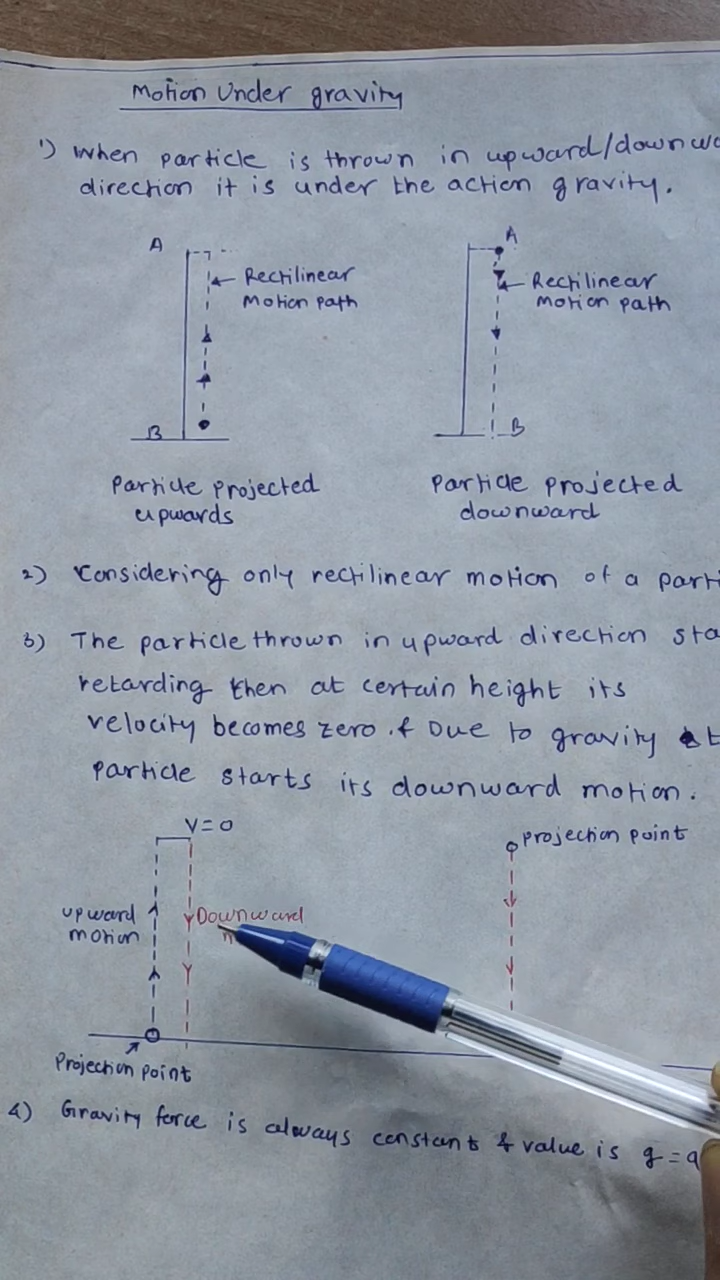 Motion Under gravity
1) When particle is thrown in upward/downwa
direction it is under the action gravity.
A
Rectilinear
Motion path
B
Particle projected
upwards
A
Rectilinear
Motion path
B
Particle projected
downward
2) Considering only rectilinear motion of a parti
3) The particle thrown in upward direction sta
retarding then at certain height its
velocity becomes zero. & Due to gravity t
particle starts its downward motion.
V=0
upward
motion
Downward
m
Projection point
projection point
4) Gravity force is always constant & value is g=9